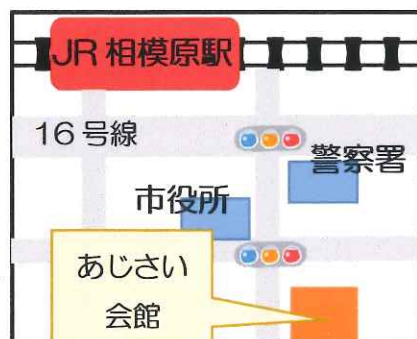 JR 相模原駅
16号線
警察署
市役所
あじさい
会館